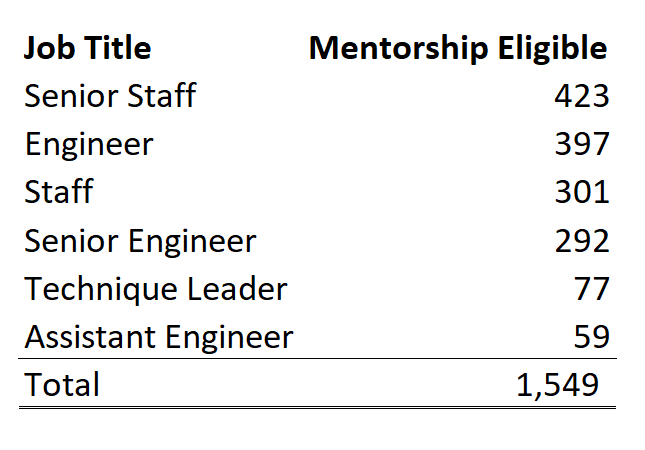 Job Title Mentorship Eligible
Senior Staff 423
Engineer 397
Staff 301
Senior Engineer 292
Technique Leader 77
Assistant Engineer 59
Total 1,549